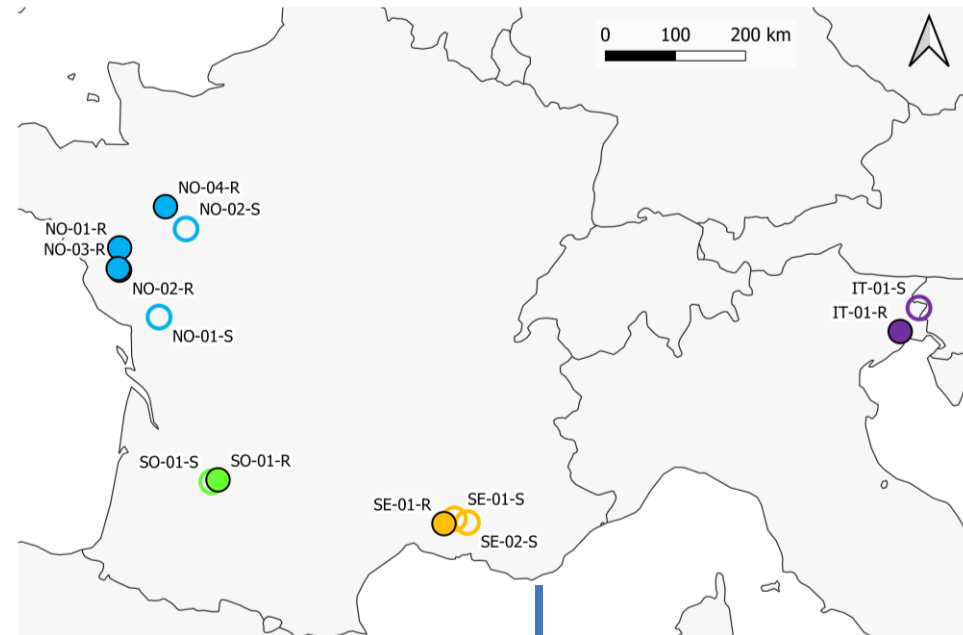 0 100 200 km
NO-04-R
NO-02-S
NO-01-R
NO-03-R
NO-02-R
NO-01-S
IT-01-S
IT-01-R
SO-01-S SO-01-R
SE-01-R SE-01-S
SE-02-S